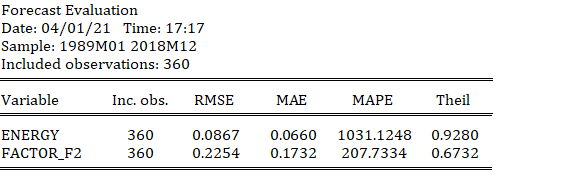 Forecast Evaluation
Date: 04/01/21 Time: 17:17
Sample: 1989M01 2018M12
Included observations: 360
Variable Inc. obs. RMSE MAE MAPE Theil
ENERGY 360 0.0867 0.0660 1031.1248 0.9280
FACTOR_F2 360 0.2254 0.1732 207.7334 0.6732